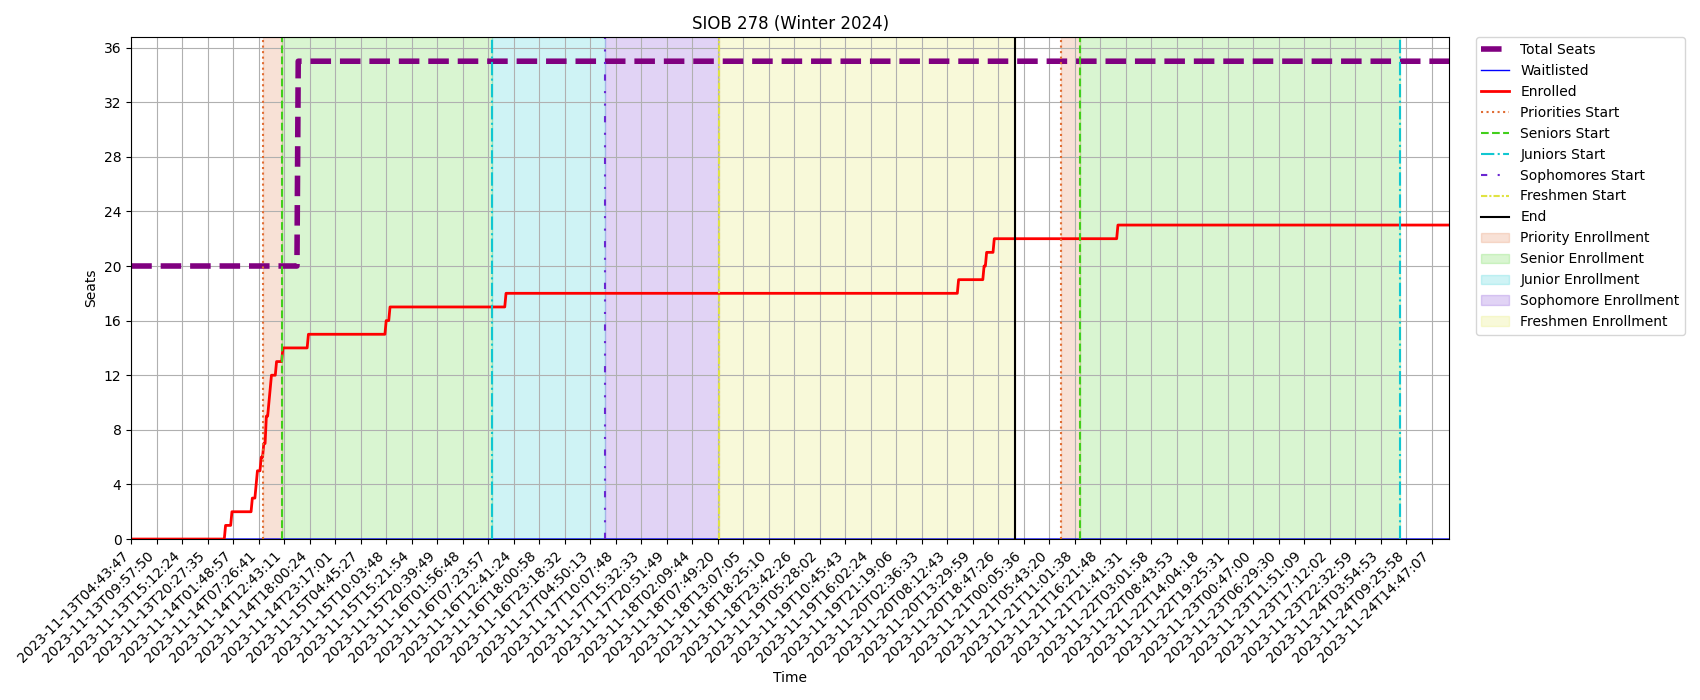 SIOB 278 (Winter 2024)
36
32
28
24
20
16
12
8
4
0
Seats
2023-11-13T04:43:47
2023-11-13T09:57:50
2023-11-13T15:12:24
2023-11-13T20:27:35
2023-11-14T01:48:57
2023-11-14T07:26:41
2023-11-14T12:43:11
2023-11-14T18:00:24
2023-11-14T23:17:01
2023-11-15T04:45:27
2023-11-15T10:03:48
2023-11-15T15:21:54
2023-11-15T20:39:49
2023-11-16T01:56:48
2023-11-16T07:23:57
2023-11-16T12:41:24
2023-11-16T18:00:58
2023-11-16T23:18:32
2023-11-17T04:50:13
2023-11-17T10:07:48
2023-11-17T15:32:33
2023-11-17T20:51:49
2023-11-18T02:09:44
2023-11-18T07:49:20
2023-11-18T13:07:05
2023-11-18T18:25:10
2023-11-18T23:42:26
2023-11-19T05:28:02
2023-11-19T10:45:43
2023-11-19T16:02:24
2023-11-19T21:19:06
2023-11-20T02:36:33
2023-11-20T08:12:43
2023-11-20T13:29:59
2023-11-20T18:47:26
2023-11-21T00:05:36
2023-11-21T05:43:20
2023-11-21T11:01:38
2023-11-21T16:21:48
2023-11-21T21:41:31
2023-11-22T03:01:58
2023-11-22T08:43:53
2023-11-22T14:04:18
2023-11-22T19:25:31
2023-11-23T00:47:00
2023-11-23T06:29:30
2023-11-23T11:51:09
2023-11-23T17:12:02
2023-11-23T22:32:59
2023-11-24T03:54:53
2023-11-24T09:25:58
2023-11-24T14:47:07
Time
Total Seats
Waitlisted
Enrolled
Priorities Start
Seniors Start
Juniors Start
Sophomores Start
Freshmen Start
End
Priority Enrollment
Senior Enrollment
Junior Enrollment
Sophomore Enrollment
Freshmen Enrollment